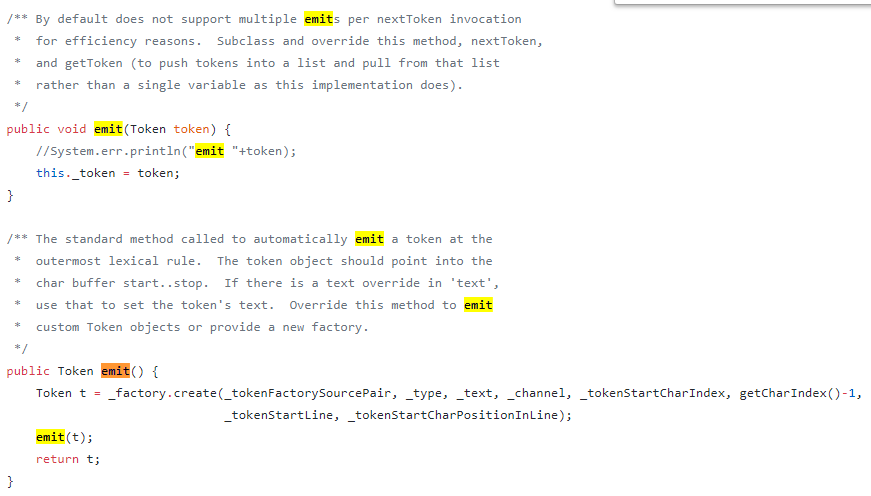 /** By default does not support multiple emits per nextToken invocation
 *  for efficiency reasons.  Subclass and override this method, nextToken,
 *  and getToken (to push tokens into a list and pull from that list
 *  rather than a single variable as this implementation does).
 */
public void emit(Token token) {
    //System.err.println("emit "+token);
    this._token = token;
}

/** The standard method called to automatically emit a token at the
 *  outermost lexical rule.  The token object should point into the
 *  char buffer start..stop.  If there is a text override in 'text',
 *  use that to set the token's text.  Override this method to emit
 *  custom Token objects or provide a new factory.
 */
public Token emit() {
    Token t = _factory.create(_tokenFactorySourcePair, _type, _text, _channel, _tokenStartCharIndex, getCharIndex()-1,
                             _tokenStartLine, _tokenStartCharPositionInLine);
    emit(t);
    return t;
}